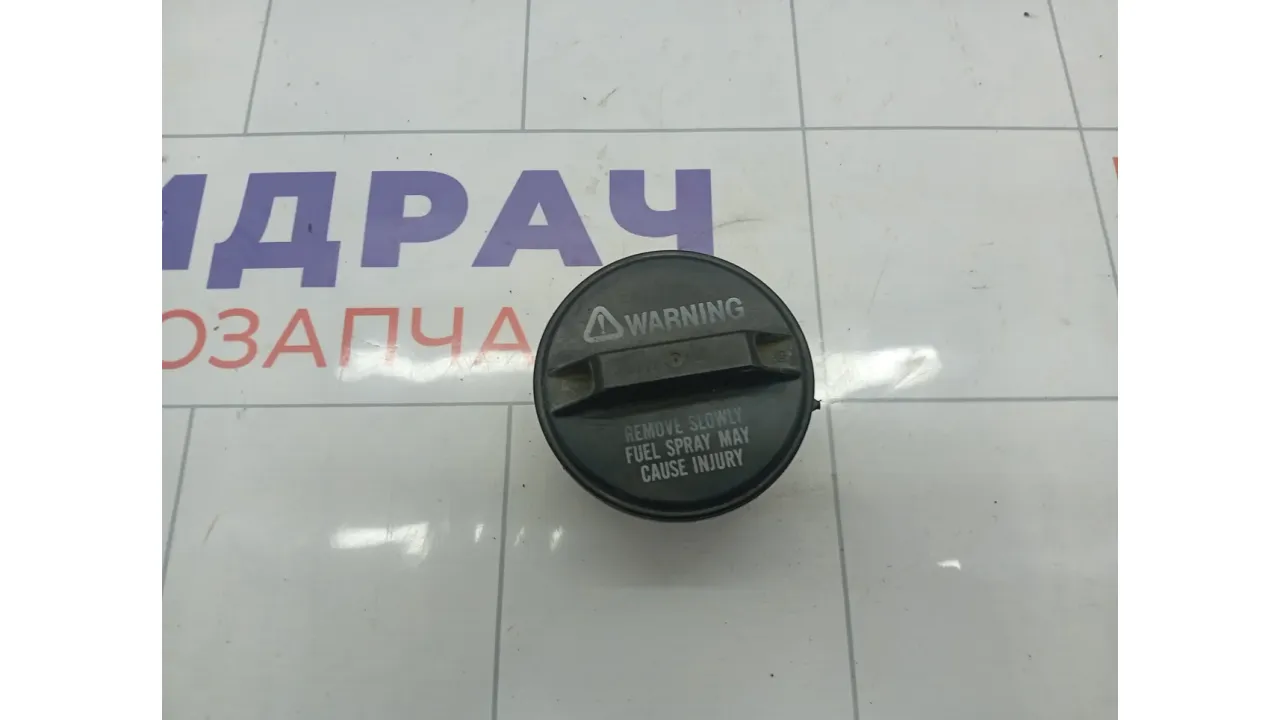 ИДРАЧ
ОЗАПЧА
WARNING
REMOVE SLOWLY
FUEL SPRAY MAY
CAUSE INJURY